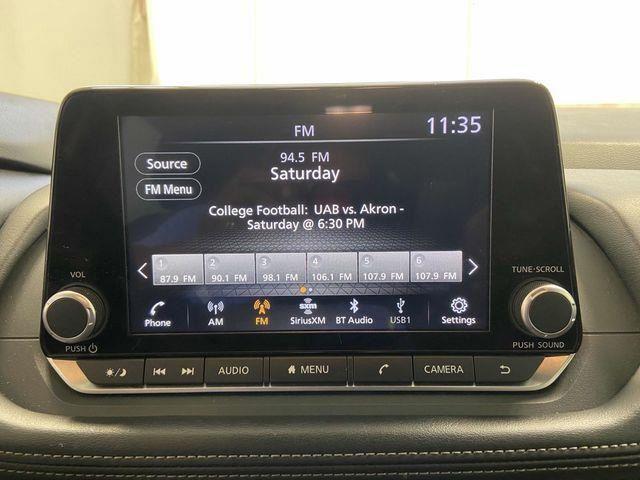 FM
11:35
Source
94.5 FM
Saturday
FM Menu
College Football: UAB vs. Akron -
Saturday @ 6:30 PM
1 2 3 4 5 6
87.9 FM 90.1 FM 98.1 FM 106.1 FM 107.9 FM 107.9 FM
VOL
TUNE·SCROLL
Phone AM FM sxm SiriusXM BT Audio USB1 Settings
PUSH
PUSH SOUND
AUDIO MENU CAMERA